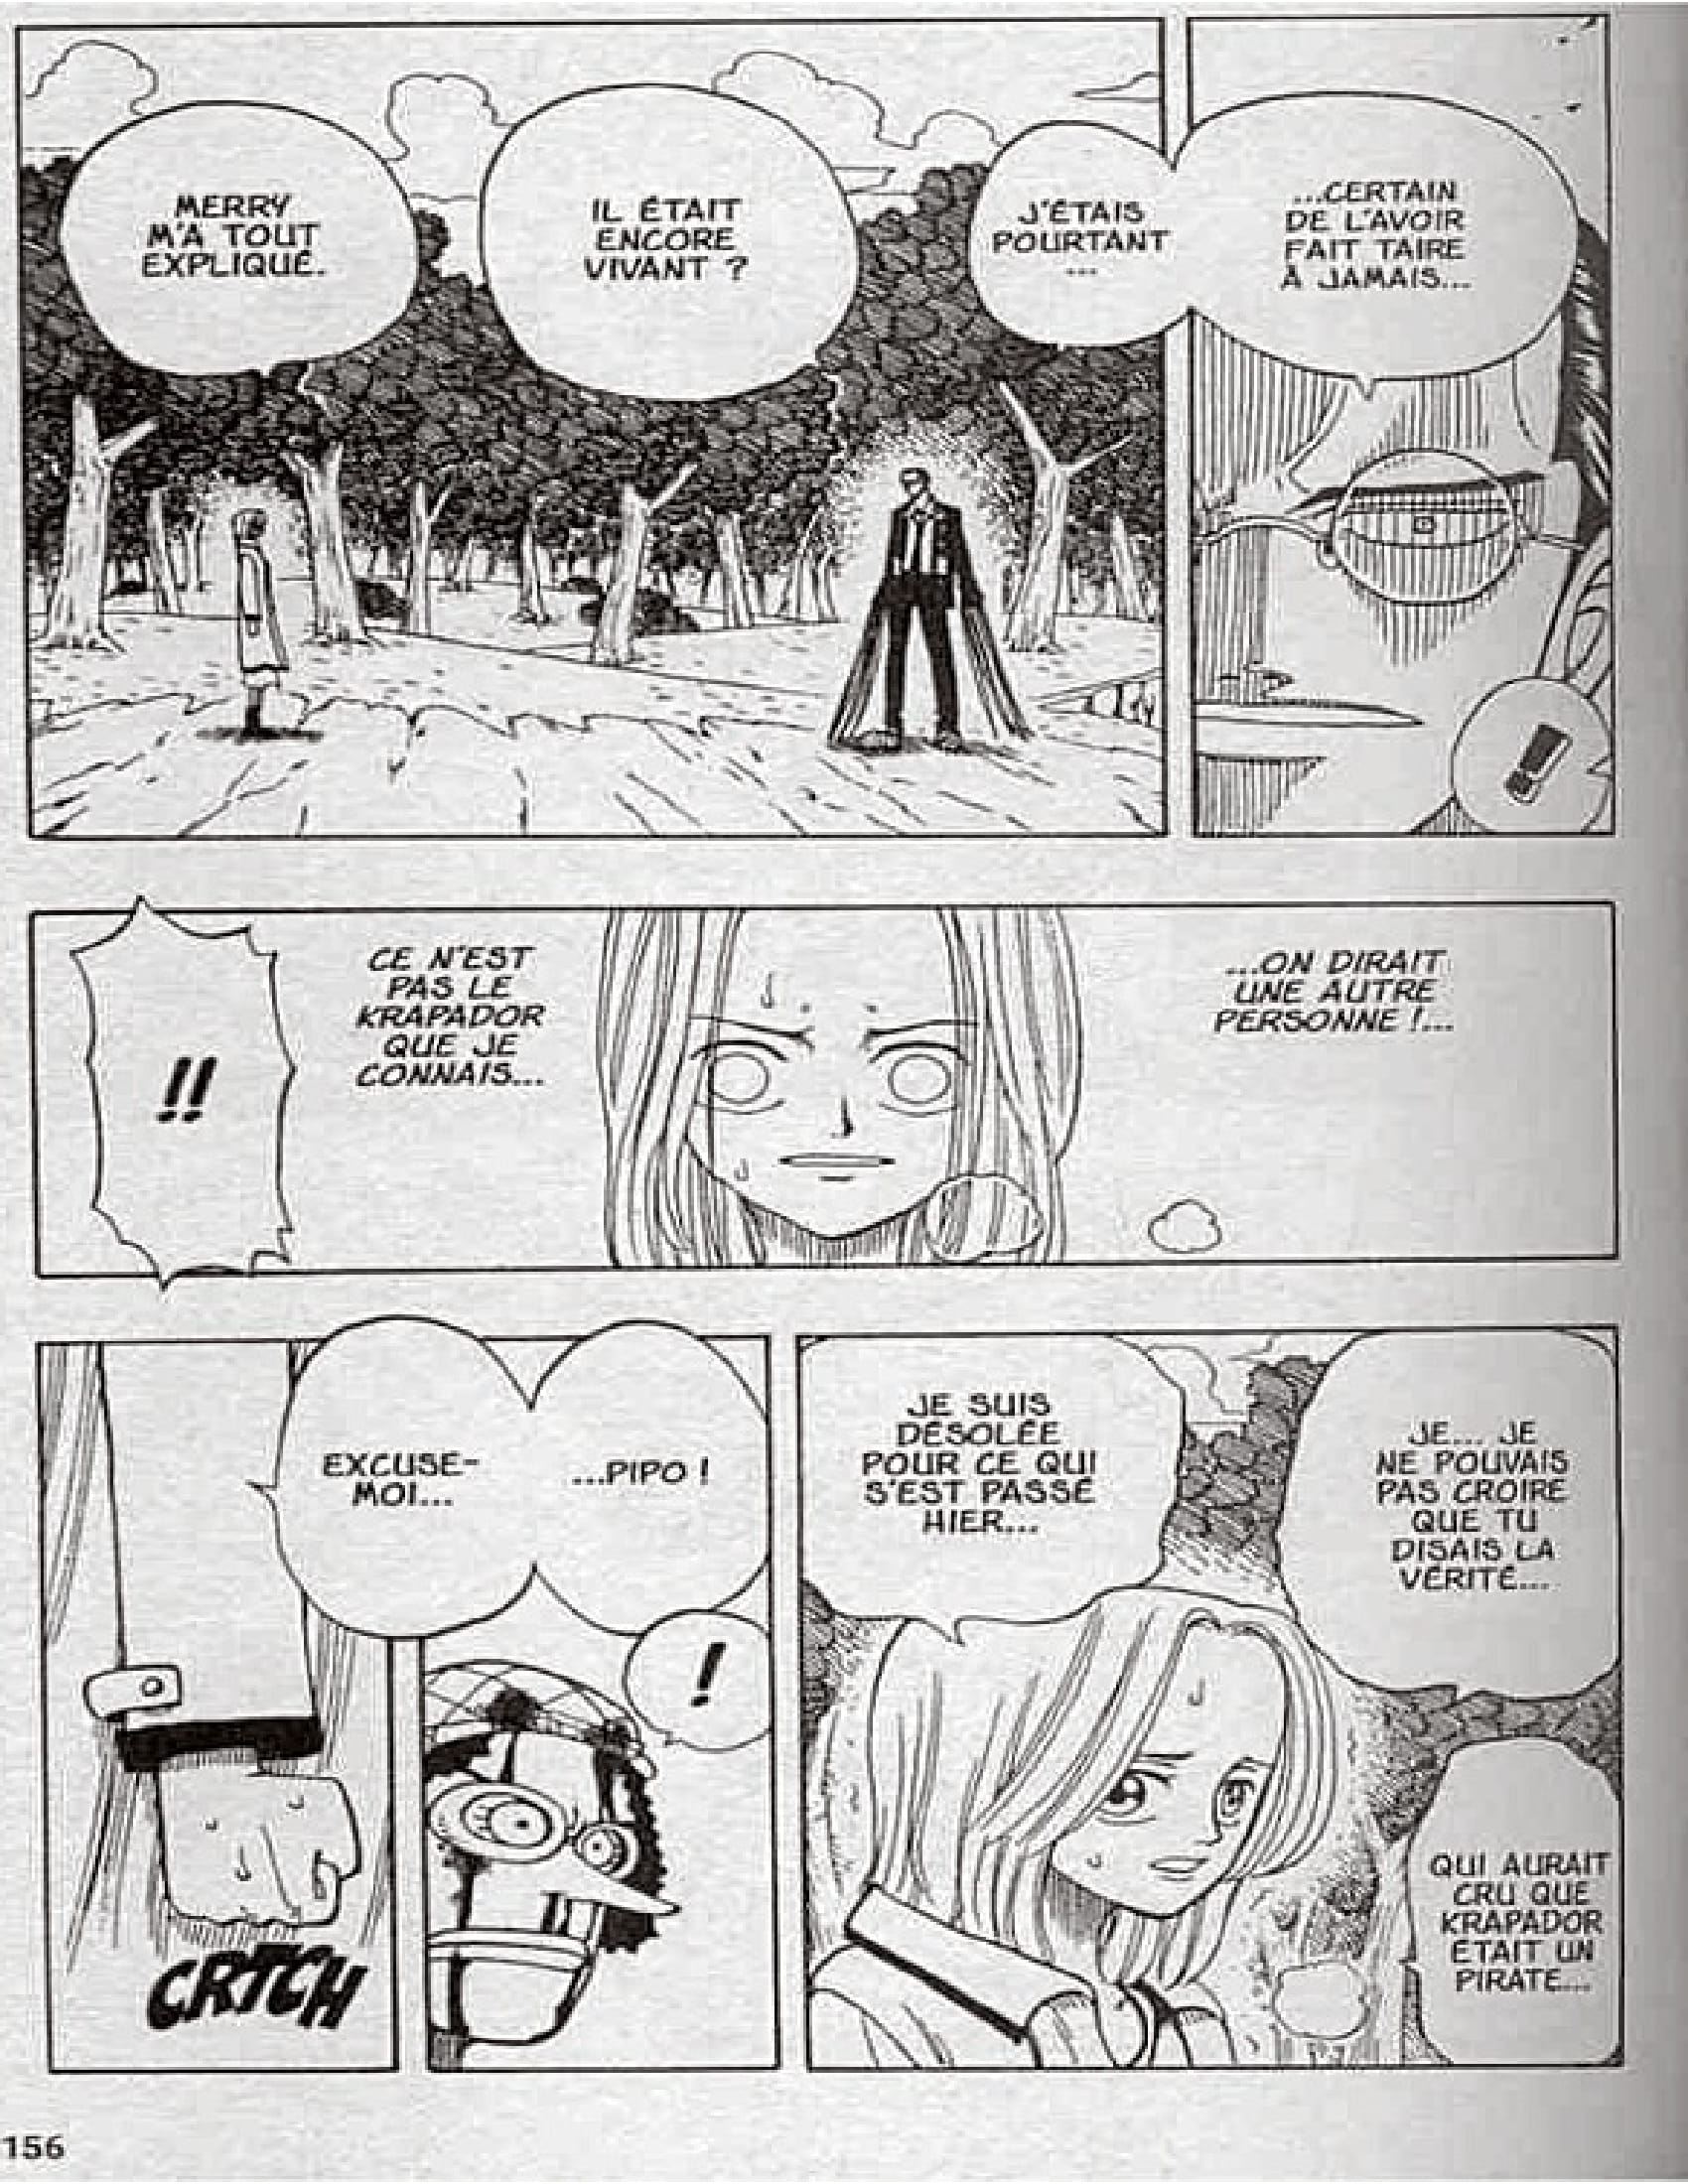 MERRY
M'A TOUT
EXPLIQUÉ.
IL ÉTAIT
ENCORE
VIVANT ?
J'ÉTAIS
POURTANT
...
...CERTAIN
DE L'AVOIR
FAIT TAIRE
À JAMAIS...
!
!!
CE N'EST
PAS LE
KRAPADOR
QUE JE
CONNAIS...
...ON DIRAIT
UNE AUTRE
PERSONNE !...
EXCUSE-
MOI...
...PIPO !
!
CRTCH
JE SUIS
DÉSOLÉE
POUR CE QUI
S'EST PASSÉ
HIER...
JE... JE
NE POUVAIS
PAS CROIRE
QUE TU
DISAIS LA
VÉRITÉ...
QUI AURAIT
CRU QUE
KRAPADOR
ÉTAIT UN
PIRATE...
156